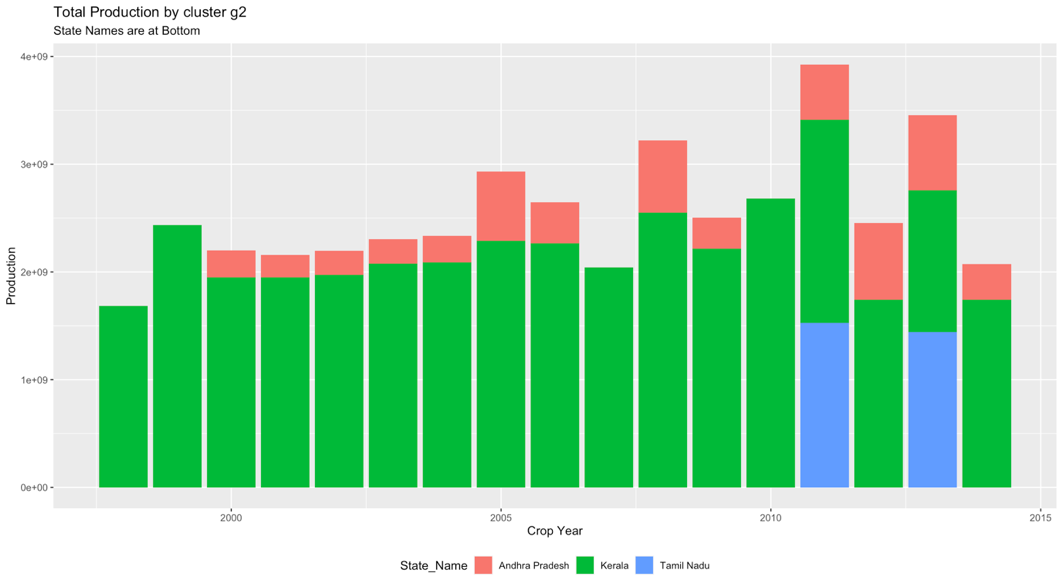 Total Production by cluster g2
State Names are at Bottom
4e+09
3e+09
2e+09
1e+09
0e+00
Production
2000 2005 2010 2015
Crop Year
State_Name Andhra Pradesh Kerala Tamil Nadu